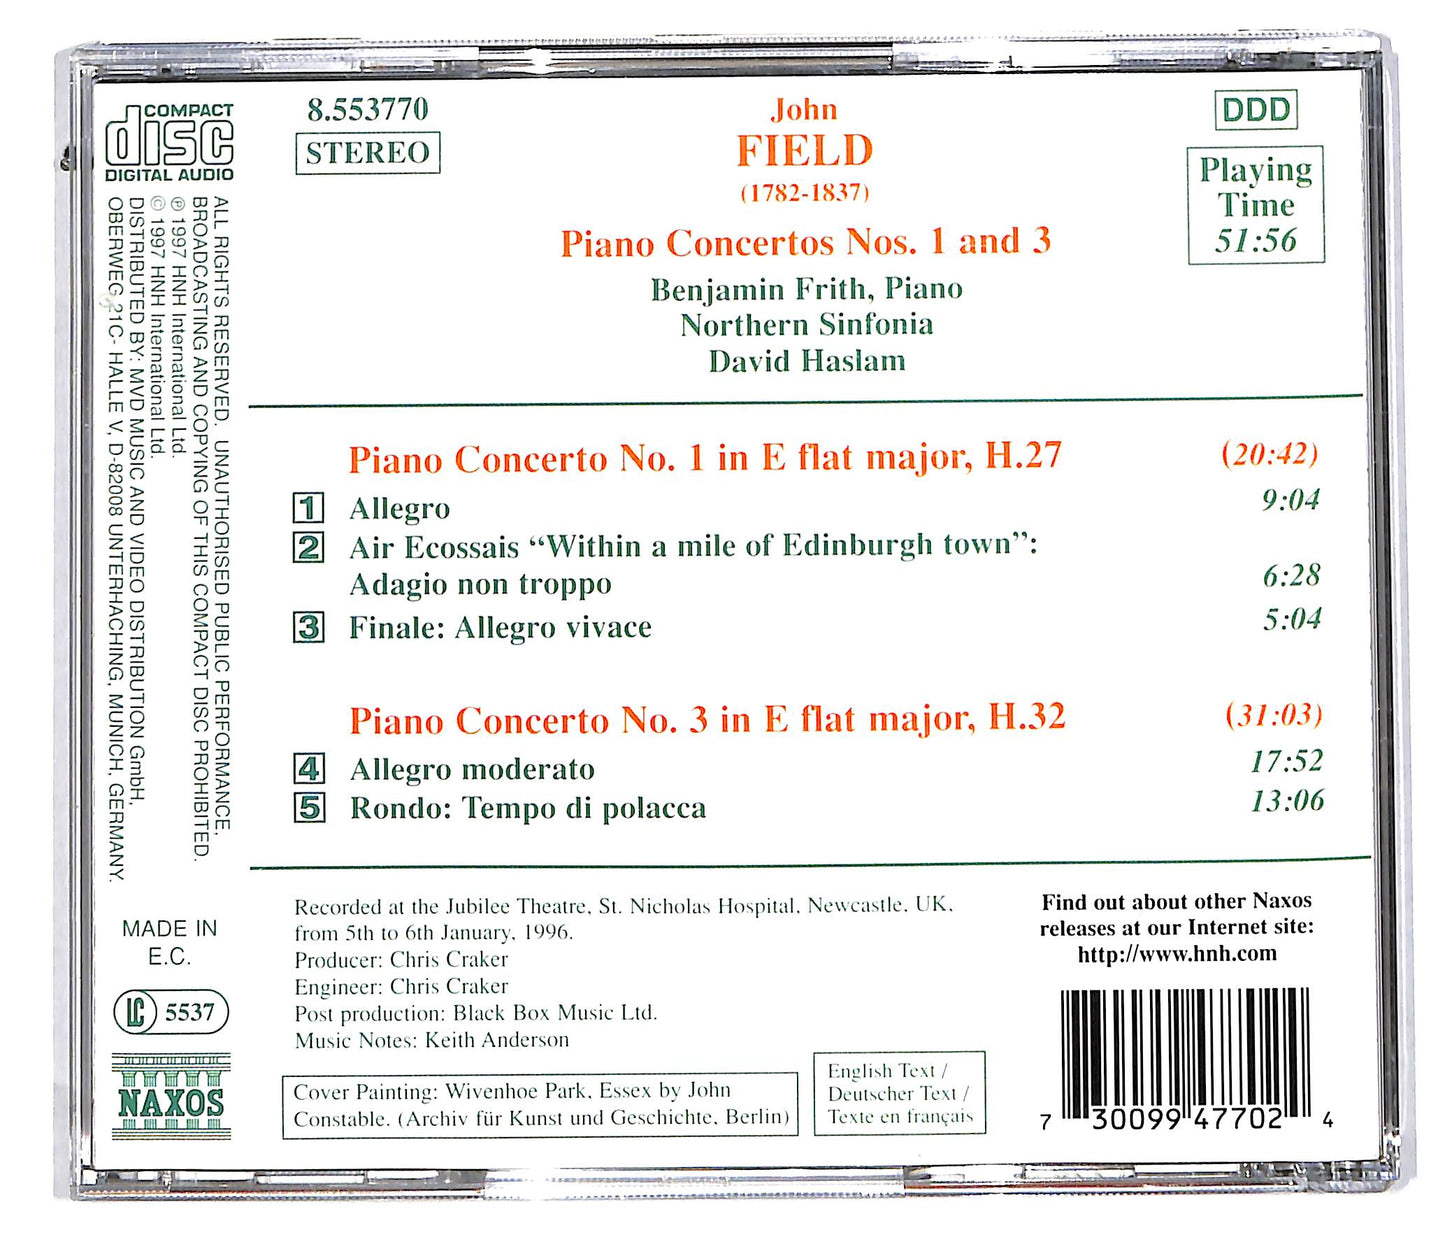 COMPACT
disc
DIGITAL AUDIO
ALL RIGHTS RESERVED. UNAUTHORISED PUBLIC PERFORMANCE,
BROADCASTING AND COPYING OF THIS COMPACT DISC PROHIBITED.
℗ 1997 HNH International Ltd.
© 1997 HNH International Ltd.
DISTRIBUTED BY: MVD MUSIC AND VIDEO DISTRIBUTION GmbH,
OBERWEG 21C- HALLE V, D-82008 UNTERHACHING, MUNICH, GERMANY.
MADE IN
E.C.
LC 5537
NAXOS
8.553770
STEREO
John
FIELD
(1782-1837)
Piano Concertos Nos. 1 and 3
Benjamin Frith, Piano
Northern Sinfonia
David Haslam
DDD
Playing
Time
51:56
Piano Concerto No. 1 in E flat major, H.27 (20:42)
1 Allegro 9:04
2 Air Ecossais “Within a mile of Edinburgh town”:
Adagio non troppo 6:28
3 Finale: Allegro vivace 5:04
Piano Concerto No. 3 in E flat major, H.32 (31:03)
4 Allegro moderato 17:52
5 Rondo: Tempo di polacca 13:06
Recorded at the Jubilee Theatre, St. Nicholas Hospital, Newcastle, UK,
from 5th to 6th January, 1996.
Producer: Chris Craker
Engineer: Chris Craker
Post production: Black Box Music Ltd.
Music Notes: Keith Anderson
Cover Painting: Wivenhoe Park, Essex by John
Constable. (Archiv für Kunst und Geschichte, Berlin)
English Text /
Deutscher Text /
Texte en français
Find out about other Naxos
releases at our Internet site:
http://www.hnh.com
7 30099 47702 4